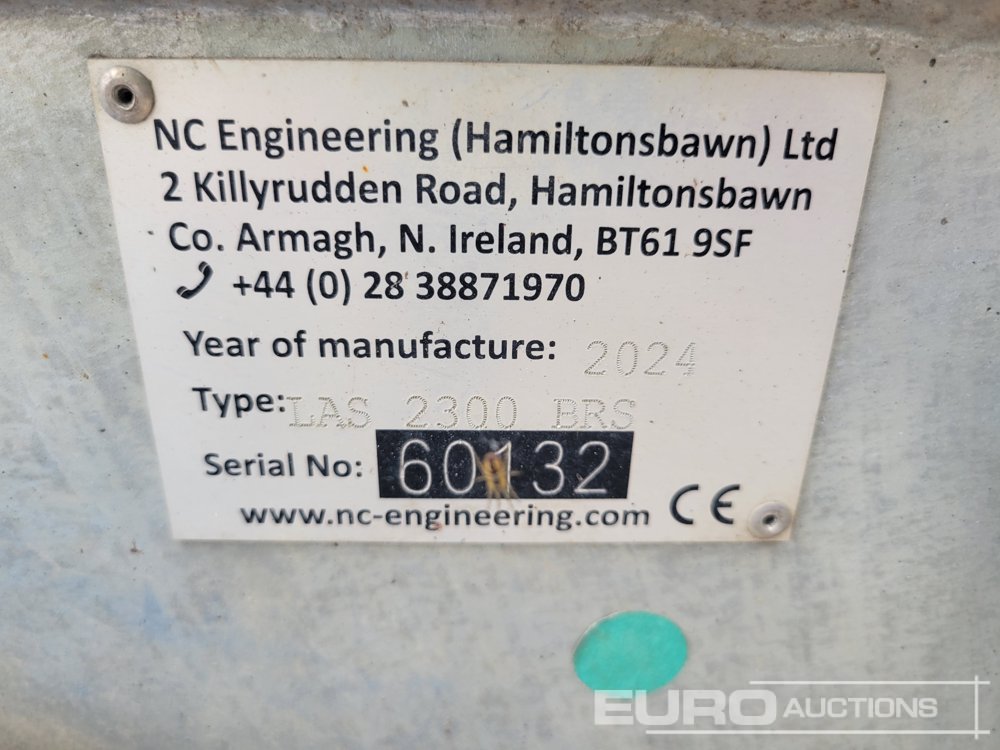 NC Engineering (Hamiltonsbawn) Ltd
2 Killyrudden Road, Hamiltonsbawn
Co. Armagh, N. Ireland, BT61 9SF
+44 (0) 28 38871970
Year of manufacture: 2024
Type: LAS 2300 BRS
Serial No: 60132
www.nc-engineering.com CE
EURO AUCTIONS